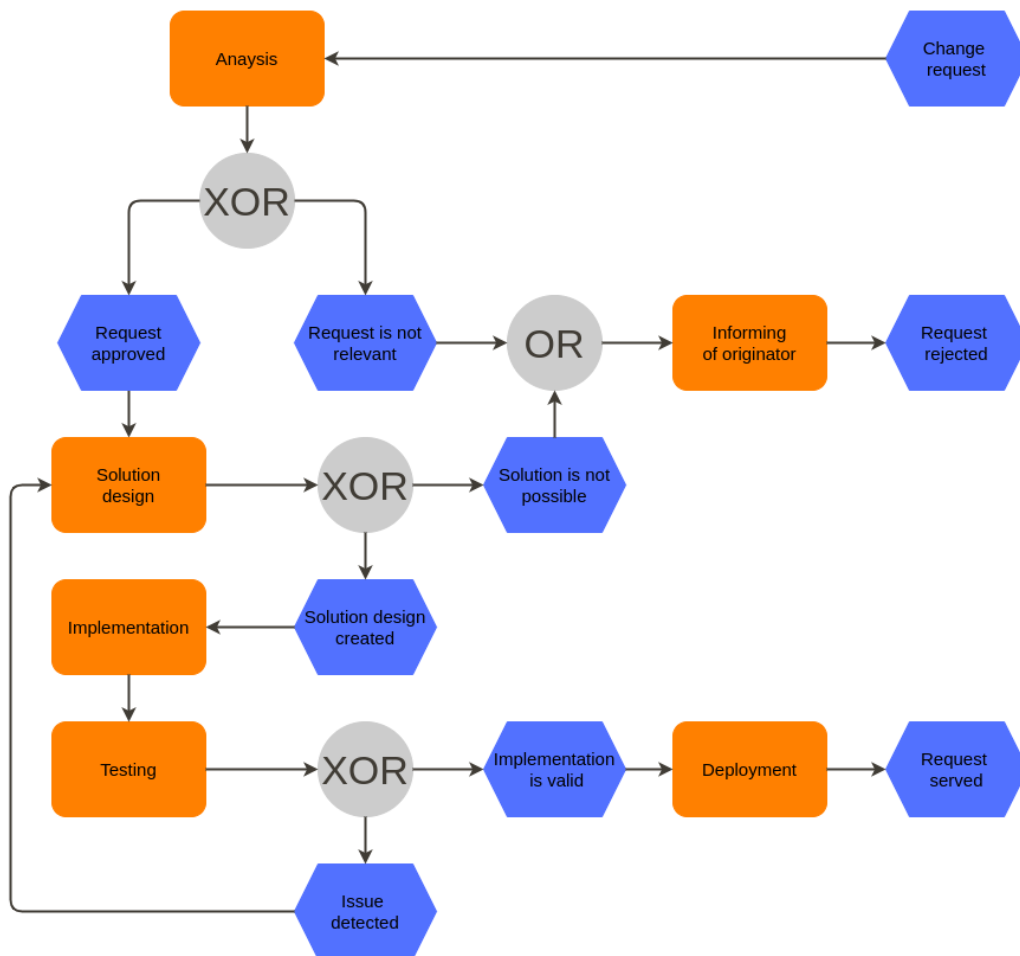 Anaysis
Change
request
XOR
Request
approved
Request is not
relevant
OR
Informing
of originator
Request
rejected
Solution
design
XOR
Solution is not
possible
Implementation
Solution design
created
Testing
XOR
Implementation
is valid
Deployment
Request
served
Issue
detected